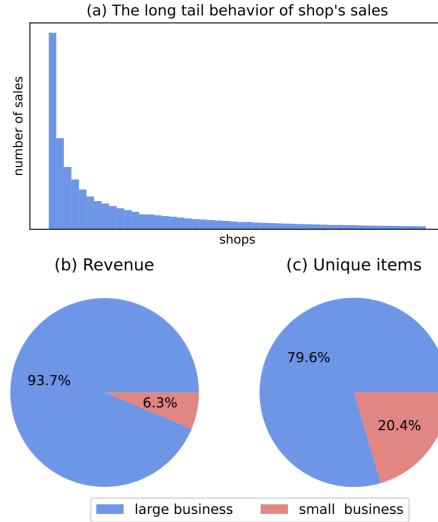 (a) The long tail behavior of shop's sales
number of sales
shops
(b) Revenue
(c) Unique items
93.7%
6.3%
79.6%
20.4%
large business
small business